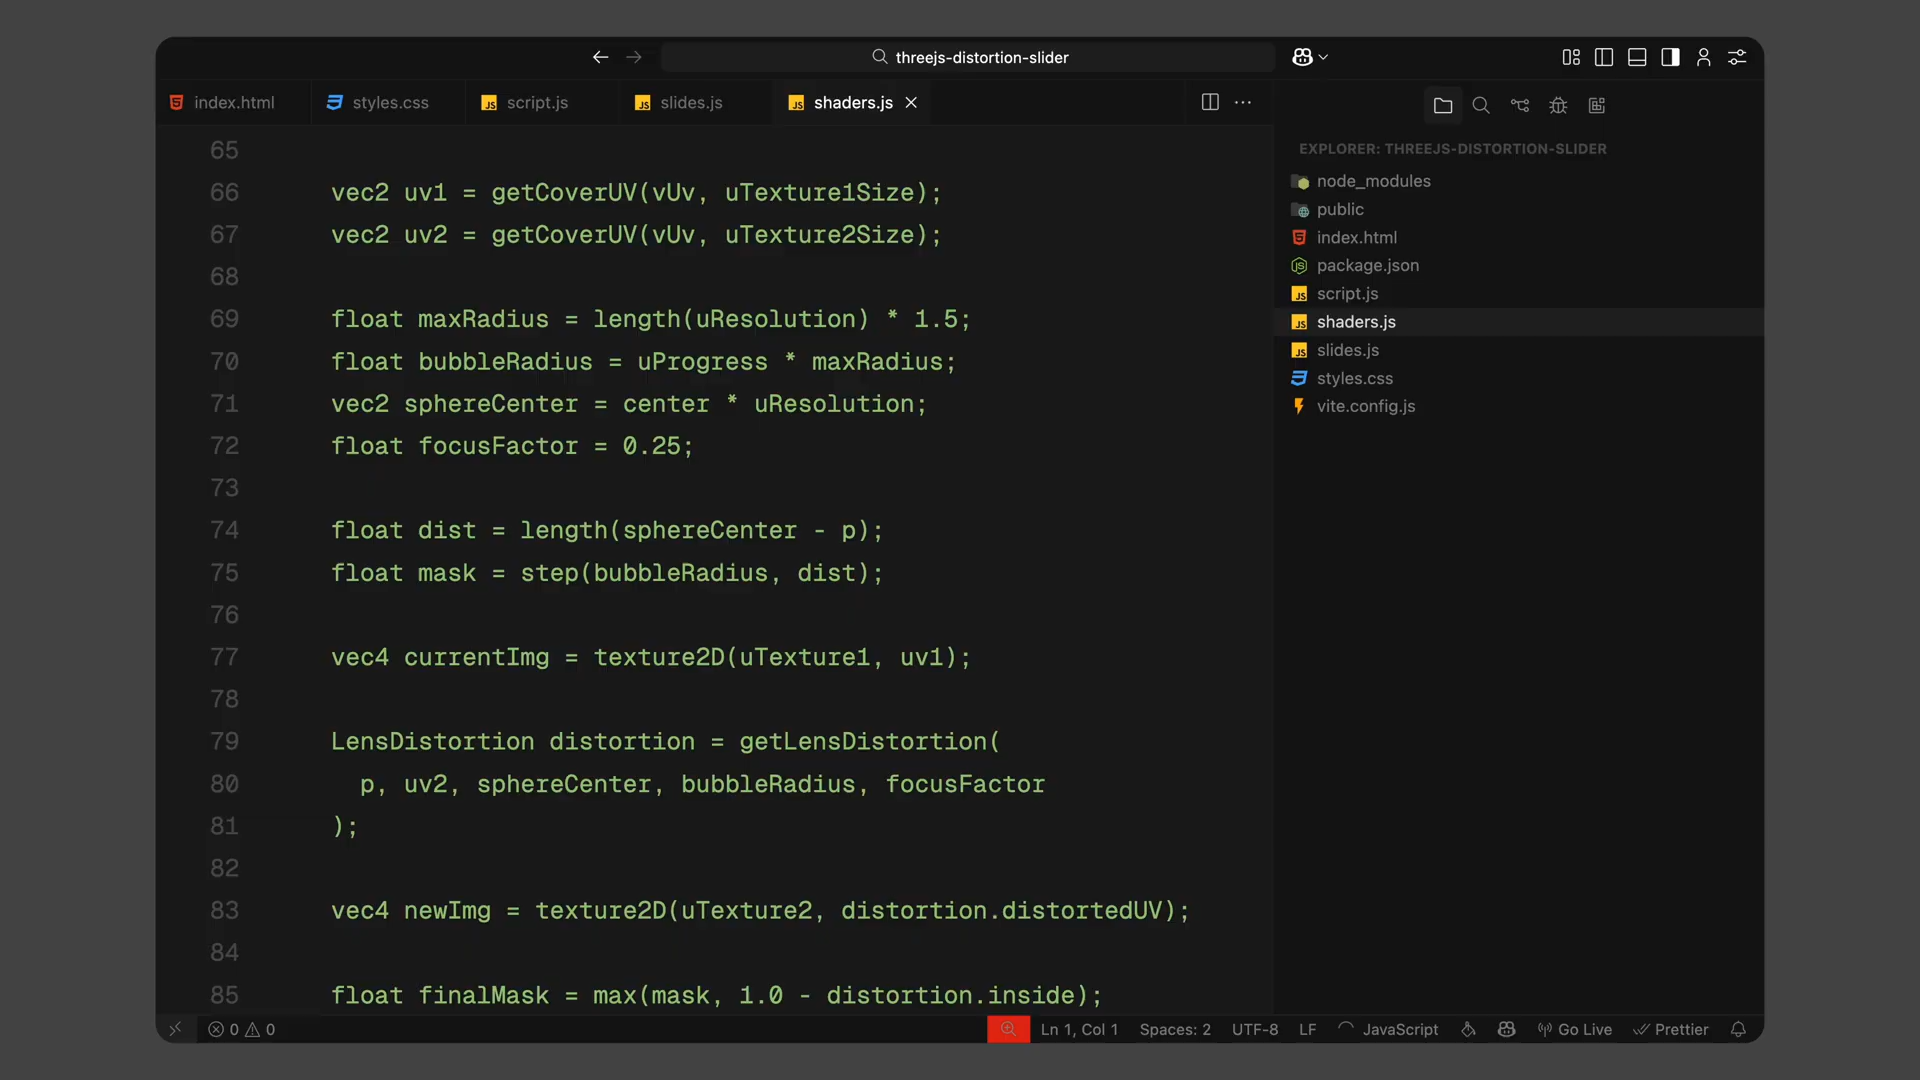 threejs-distortion-slider
index.html
styles.css
script.js
slides.js
shaders.js
65
66 vec2 uv1 = getCoverUV(vUv, uTexture1Size);
67 vec2 uv2 = getCoverUV(vUv, uTexture2Size);
68
69 float maxRadius = length(uResolution) * 1.5;
70 float bubbleRadius = uProgress * maxRadius;
71 vec2 sphereCenter = center * uResolution;
72 float focusFactor = 0.25;
73
74 float dist = length(sphereCenter - p);
75 float mask = step(bubbleRadius, dist);
76
77 vec4 currentImg = texture2D(uTexture1, uv1);
78
79 LensDistortion distortion = getLensDistortion(
80 p, uv2, sphereCenter, bubbleRadius, focusFactor
81 );
82
83 vec4 newImg = texture2D(uTexture2, distortion.distortedUV);
84
85 float finalMask = max(mask, 1.0 - distortion.inside);
EXPLORER: THREEJS-DISTORTION-SLIDER
node_modules
public
index.html
package.json
script.js
shaders.js
slides.js
styles.css
vite.config.js
0 0
Ln 1, Col 1
Spaces: 2
UTF-8
LF
JavaScript
Go Live
Prettier